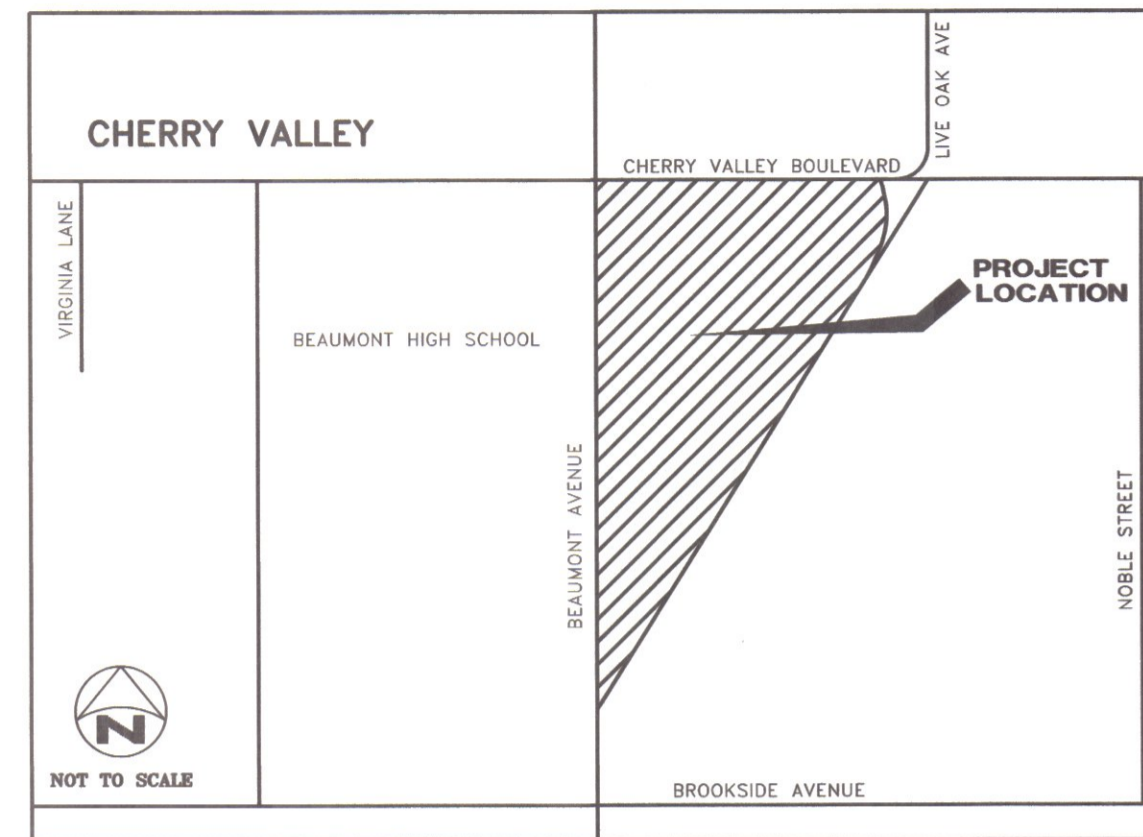 LIVE OAK AVE
CHERRY VALLEY
CHERRY VALLEY BOULEVARD
VIRGINIA LANE
PROJECT
LOCATION
BEAUMONT HIGH SCHOOL
BEAUMONT AVENUE
NOBLE STREET
N
NOT TO SCALE
BROOKSIDE AVENUE